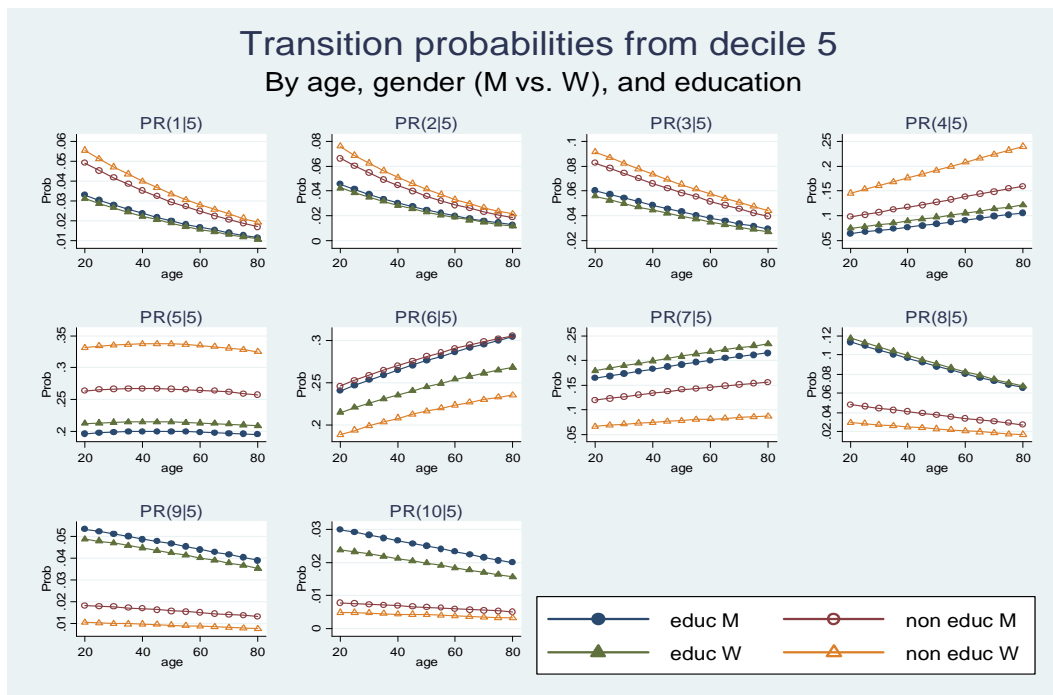 Transition probabilities from decile 5
By age, gender (M vs. W), and education
PR(1|5)
Prob
.01 .02 .03 .04 .05 .06
20 40 60 80
age
PR(2|5)
Prob
0 .02 .04 .06 .08
20 40 60 80
age
PR(3|5)
Prob
.02 .04 .06 .08 .1
20 40 60 80
age
PR(4|5)
Prob
.05 .1 .15 .2 .25
20 40 60 80
age
PR(5|5)
Prob
.2 .25 .3 .35
20 40 60 80
age
PR(6|5)
Prob
.2 .25 .3
20 40 60 80
age
PR(7|5)
Prob
.05 .1 .15 .2 .25
20 40 60 80
age
PR(8|5)
Prob
.02 .04 .06 .08 .1 .12
20 40 60 80
age
PR(9|5)
Prob
.01 .02 .03 .04 .05
20 40 60 80
age
PR(10|5)
Prob
0 .01 .02 .03
20 40 60 80
age
educ M non educ M
educ W non educ W